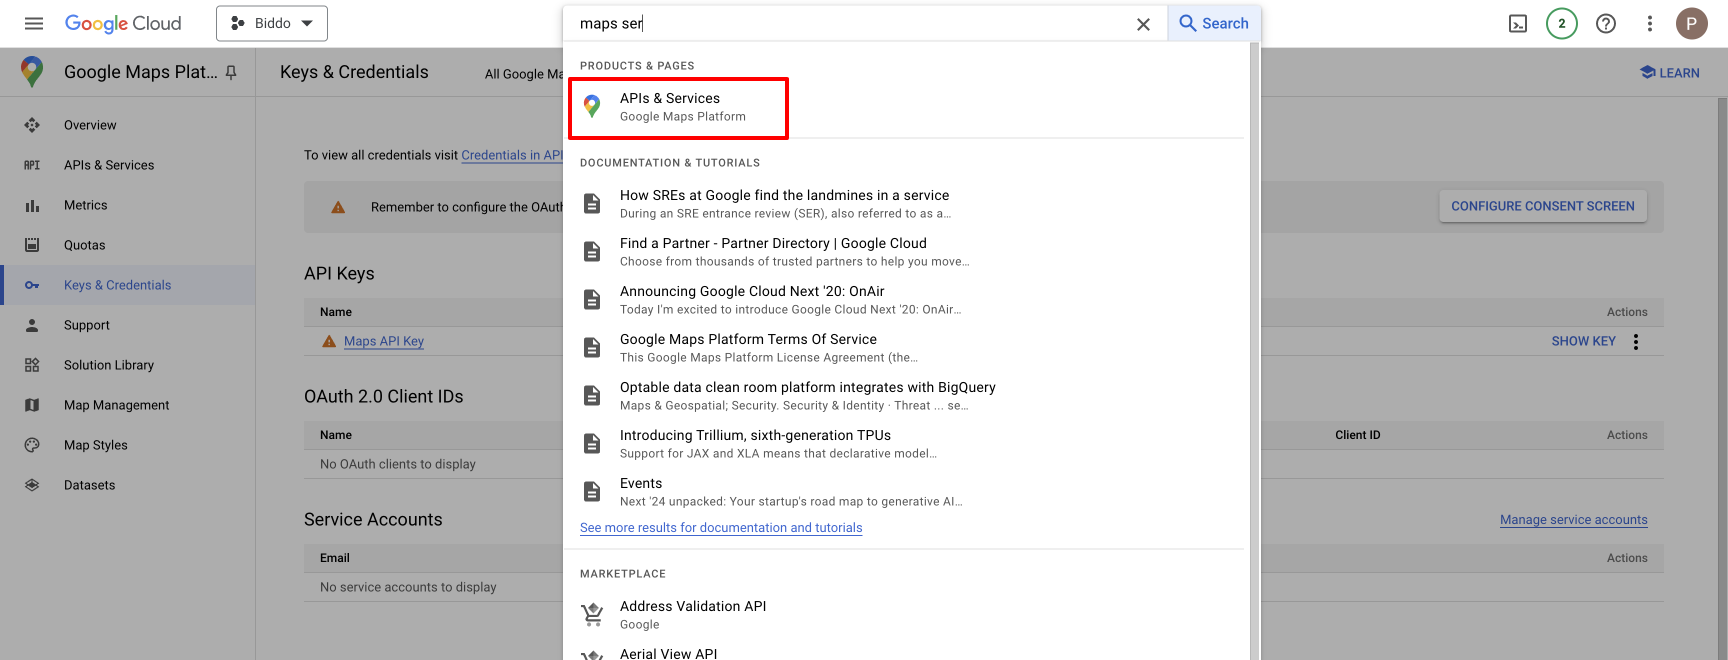 Google Cloud
Biddo
maps ser
Search
2
P
Google Maps Plat...
Keys & Credentials
All Google Ma
LEARN
Overview
API APIs & Services
Metrics
Quotas
Keys & Credentials
Support
Solution Library
Map Management
Map Styles
Datasets
To view all credentials visit Credentials in API
Remember to configure the OAuth
CONFIGURE CONSENT SCREEN
API Keys
Name
Actions
Maps API Key
SHOW KEY
OAuth 2.0 Client IDs
Name
Client ID
Actions
No OAuth clients to display
Service Accounts
Manage service accounts
Email
Actions
No service accounts to display
PRODUCTS & PAGES
APIs & Services
Google Maps Platform
DOCUMENTATION & TUTORIALS
How SREs at Google find the landmines in a service
During an SRE entrance review (SER), also referred to as a...
Find a Partner - Partner Directory | Google Cloud
Choose from thousands of trusted partners to help you move...
Announcing Google Cloud Next '20: OnAir
Today I'm excited to introduce Google Cloud Next '20: OnAir...
Google Maps Platform Terms Of Service
This Google Maps Platform License Agreement (the...
Optable data clean room platform integrates with BigQuery
Maps & Geospatial; Security. Security & Identity · Threat ... se...
Introducing Trillium, sixth-generation TPUs
Support for JAX and XLA means that declarative model...
Events
Next '24 unpacked: Your startup's road map to generative AI...
See more results for documentation and tutorials
MARKETPLACE
Address Validation API
Google
Aerial View API